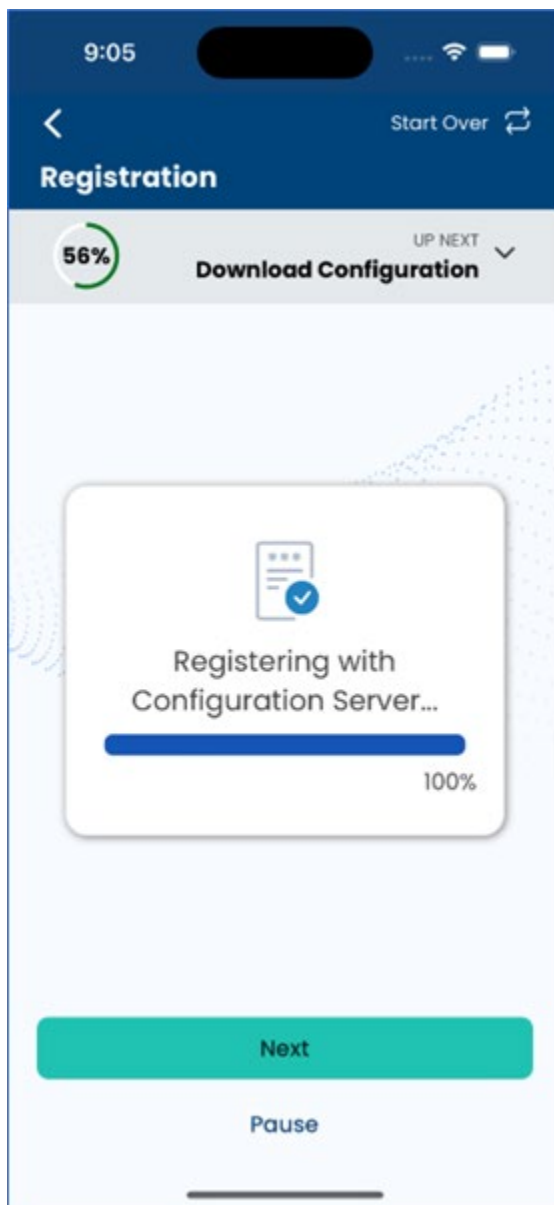 9:05
Start Over
Registration
56%
UP NEXT
Download Configuration
Registering with
Configuration Server...
100%
Next
Pause